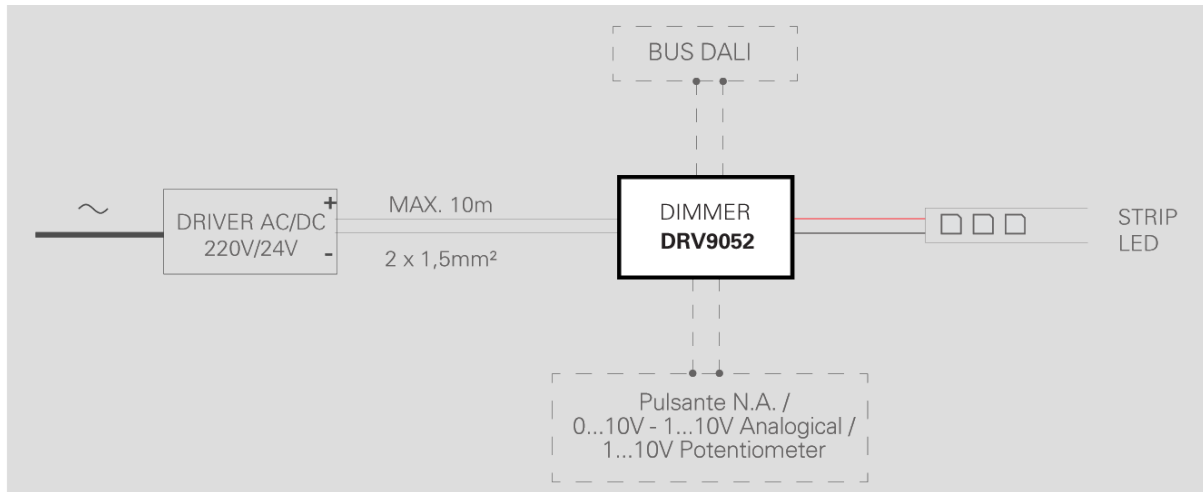 BUS DALI
~
DRIVER AC/DC
220V/24V
+
-
MAX. 10m
2 x 1,5mm²
DIMMER
DRV9052
STRIP
LED
Pulsante N.A. /
0...10V - 1...10V Analogical /
1...10V Potentiometer